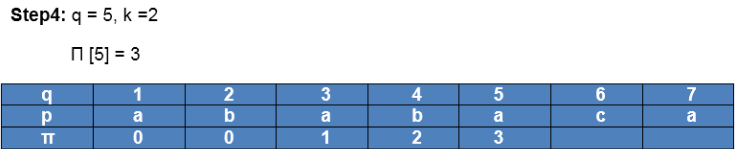 Step4: q = 5, k =2
Π [5] = 3
q 1 2 3 4 5 6 7
p a b a b a c a
π 0 0 1 2 3